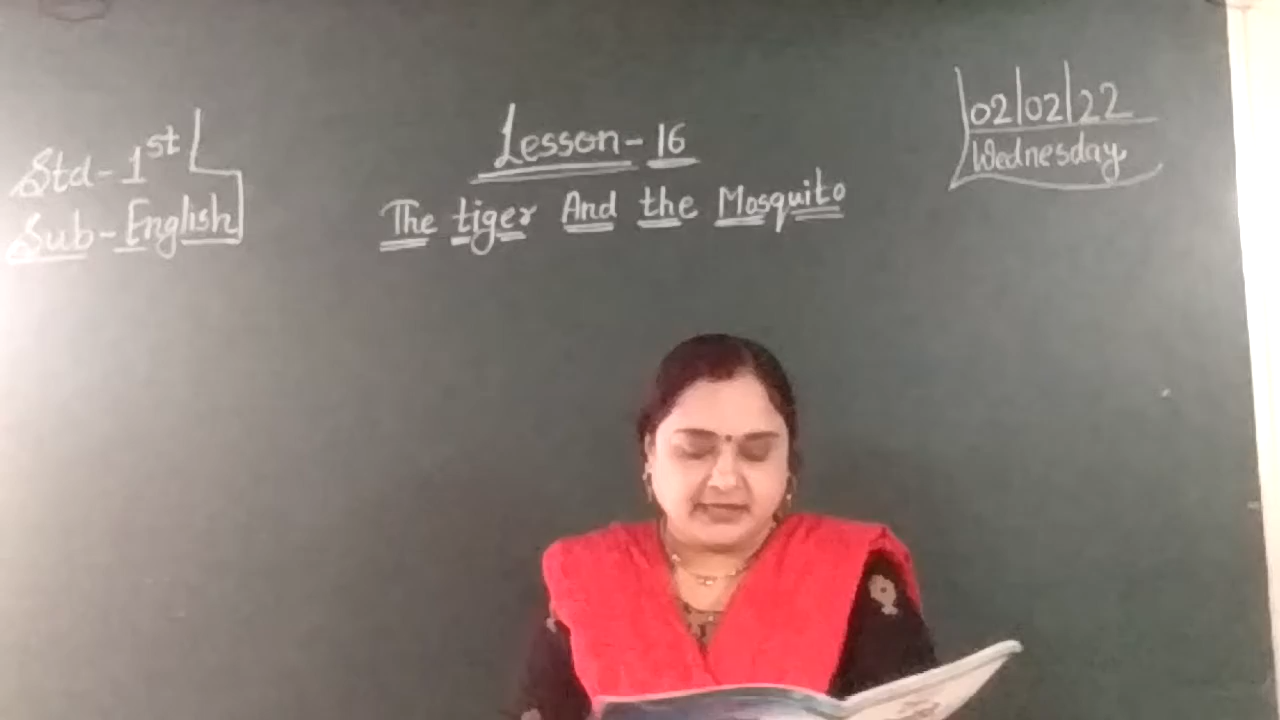 Std-1st
Sub-English
Lesson-16
The tiger And the Mosquito
02/02/22
Wednesday